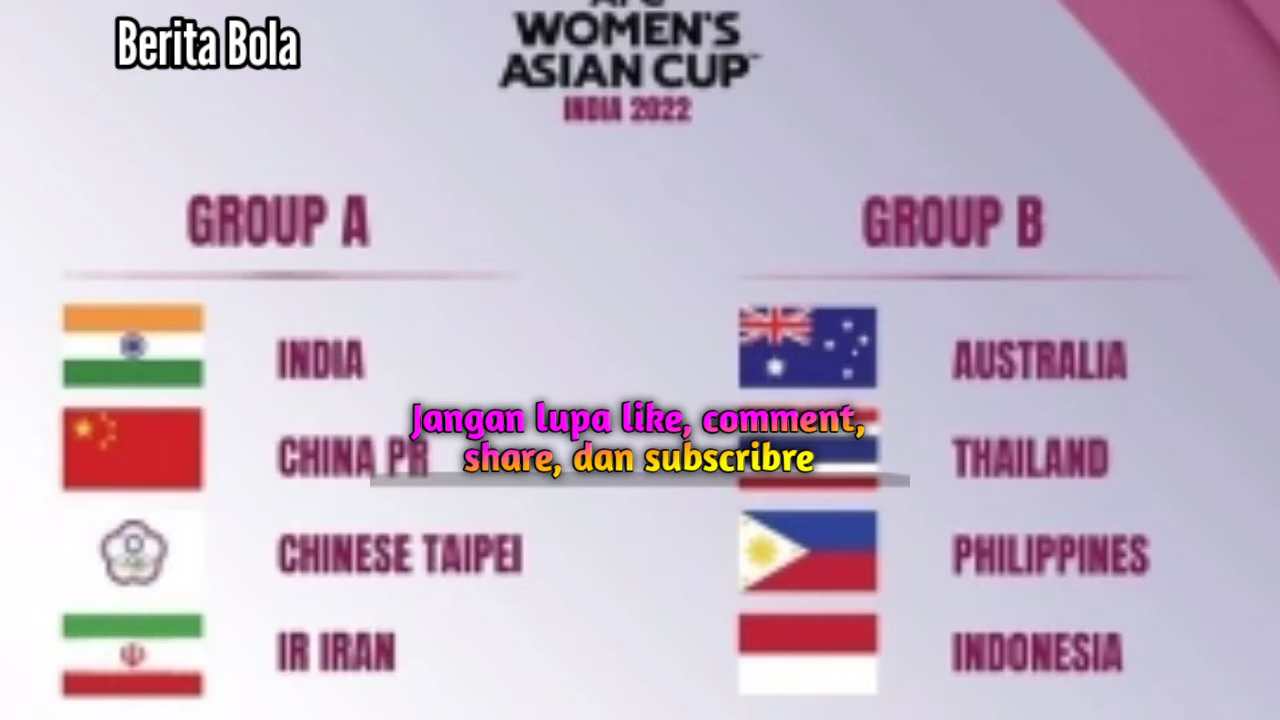 Berita Bola
AFC
WOMEN'S
ASIAN CUP
INDIA 2022
GROUP A
INDIA
CHINA PR
CHINESE TAIPEI
IR IRAN
GROUP B
AUSTRALIA
THAILAND
PHILIPPINES
INDONESIA
Jangan lupa like, comment,
share, dan subscribre